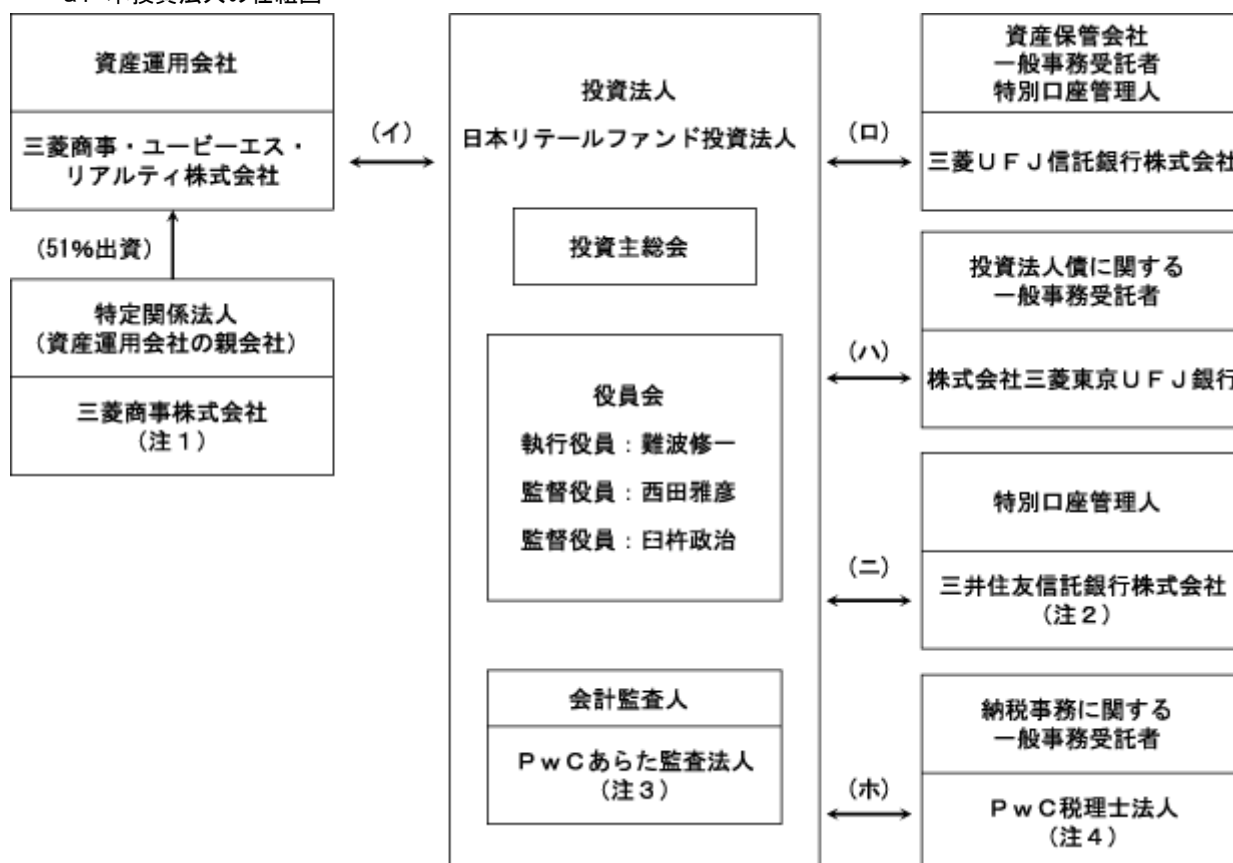 資産運用会社
三菱商事・ユービーエス・
リアルティ株式会社
(51%出資)
特定関係法人
(資産運用会社の親会社)
三菱商事株式会社
(注1)
(イ)
投資法人
日本リテールファンド投資法人
投資主総会
役員会
執行役員:難波修一
監督役員:西田雅彦
監督役員:臼杵政治
会計監査人
PwCあらた監査法人
(注3)
(ロ)
資産保管会社
一般事務受託者
特別口座管理人
三菱UFJ信託銀行株式会社
(ハ)
投資法人債に関する
一般事務受託者
株式会社三菱東京UFJ銀行
(ニ)
特別口座管理人
三井住友信託銀行株式会社
(注2)
(ホ)
納税事務に関する
一般事務受託者
PwC税理士法人
(注4)